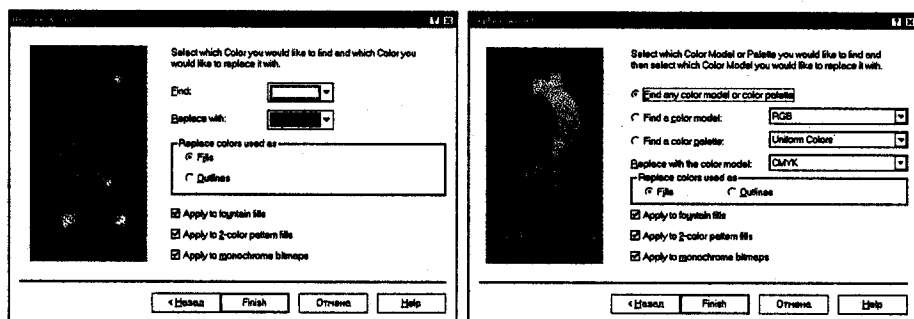 Select which Color you would like to find and which Color you
would like to replace it with.
Find:
Replace with:
Replace colors used as
Fills
Outlines
Apply to fountain fills
Apply to 2-color pattern fills
Apply to monochrome bitmaps
< Назад
Finish
Отмена
Help
Select which Color Model or Palette you would like to find and
then select which Color Model you would like to replace it with.
Find any color model or color palette
Find a color model: RGB
Find a color palette: Uniform Colors
Replace with the color model: CMYK
Replace colors used as
Fills Outlines
Apply to fountain fills
Apply to 2-color pattern fills
Apply to monochrome bitmaps
< Назад
Finish
Отмена
Help